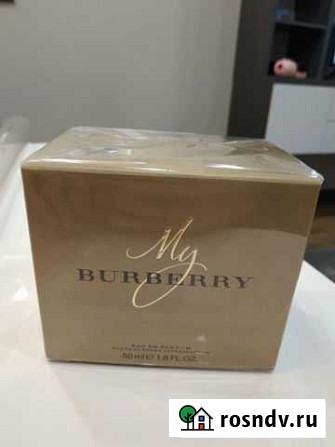 My
BURBERRY
EAU DE PARFUM
50 ml ℮ 1.6 FL.OZ.
rosndv.ru